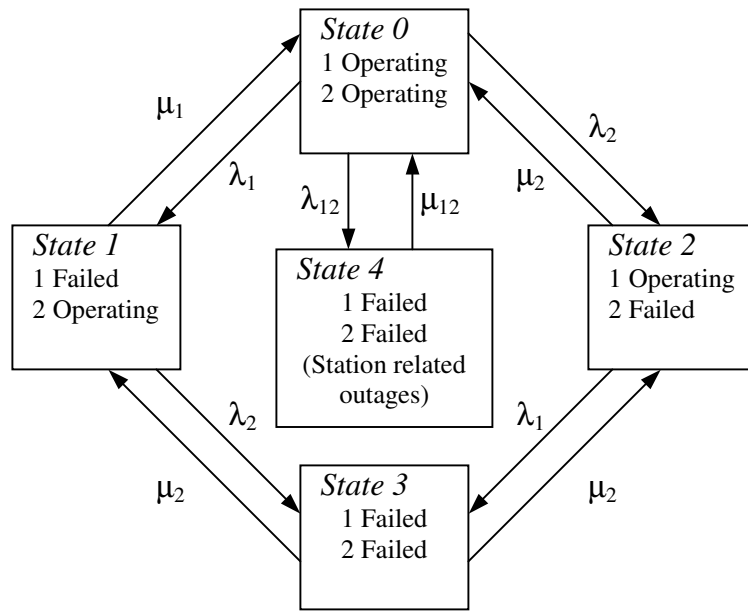 State 0
1 Operating
2 Operating
μ1
λ1
λ2
μ2
λ12
μ12
State 1
1 Failed
2 Operating
State 4
1 Failed
2 Failed
(Station related
outages)
State 2
1 Operating
2 Failed
λ2
μ2
λ1
μ2
State 3
1 Failed
2 Failed